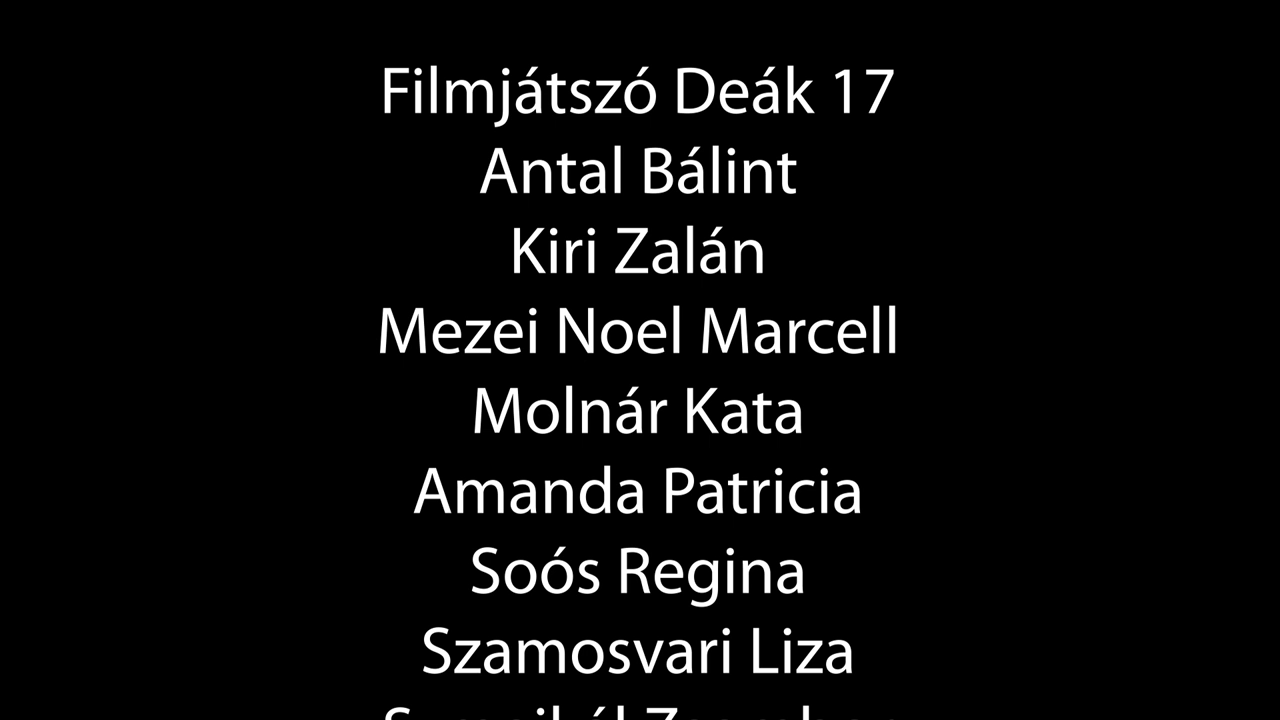 Filmjátszó Deák 17
Antal Bálint
Kiri Zalán
Mezei Noel Marcell
Molnár Kata
Amanda Patricia
Soós Regina
Szamosvari Liza